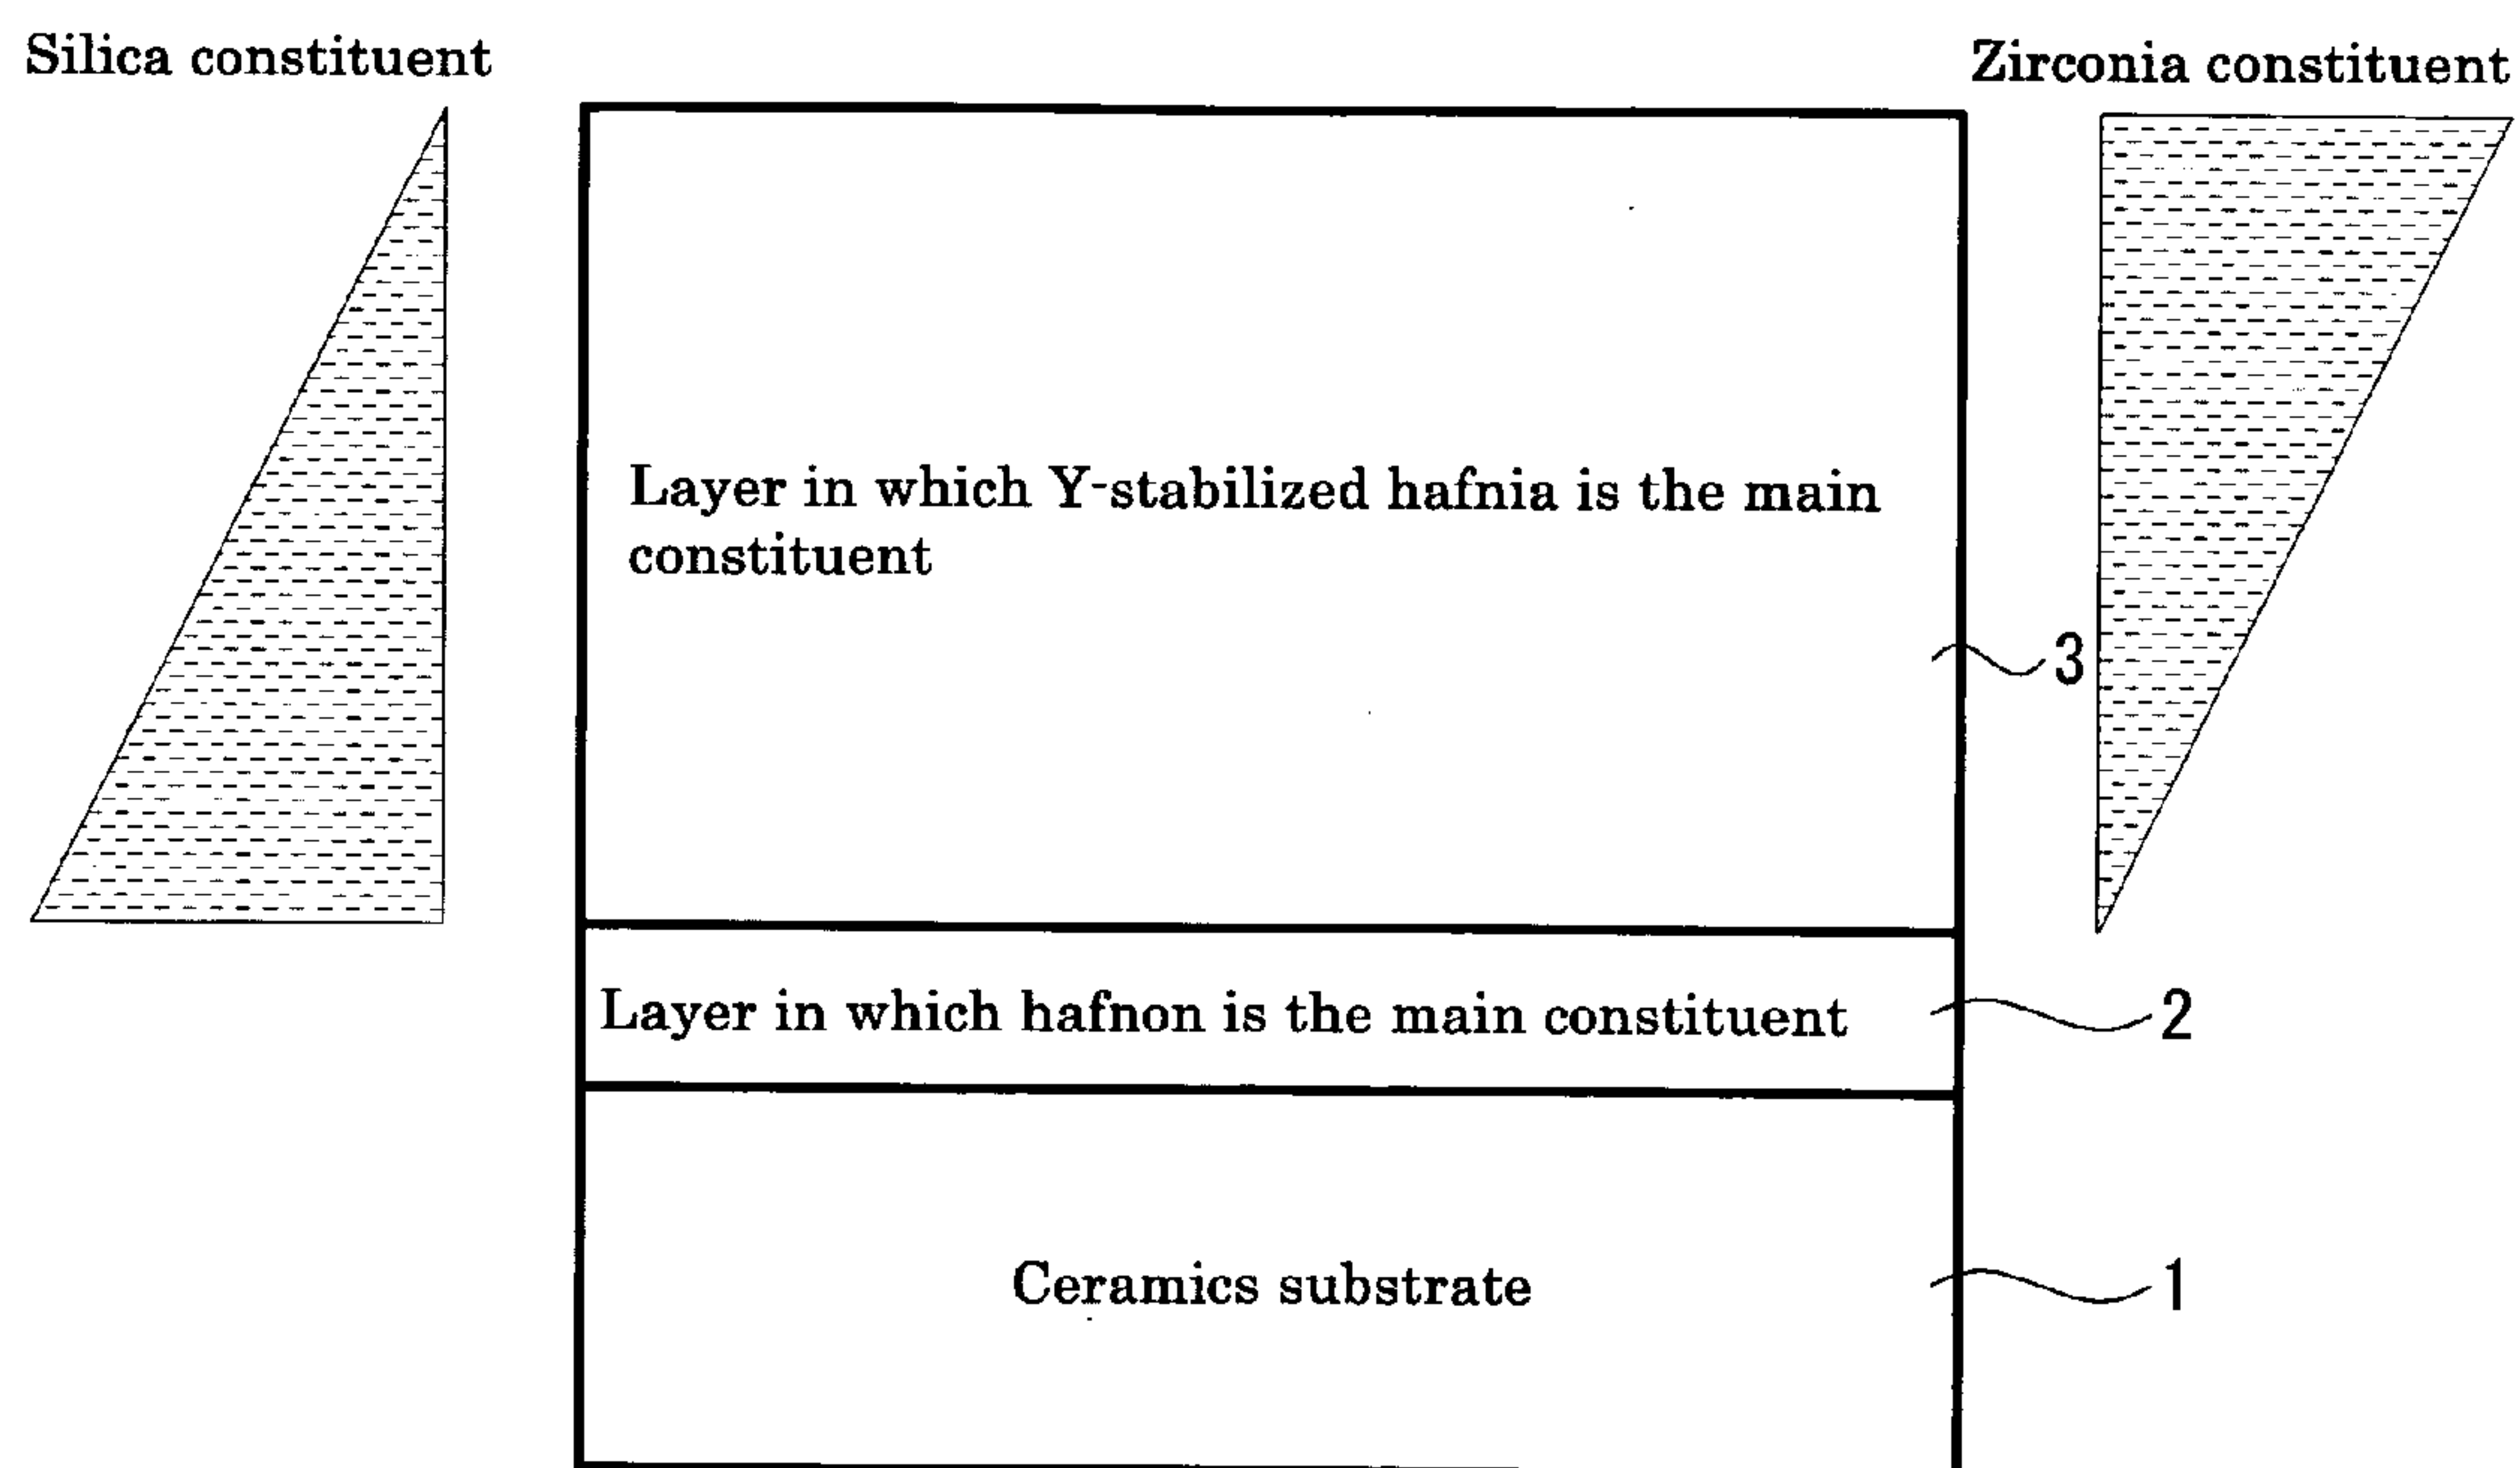 Silica constituent
Zirconia constituent
Layer in which Y-stabilized hafnia is the main
constituent
3
Layer in which hafnon is the main constituent
2
Ceramics substrate
1